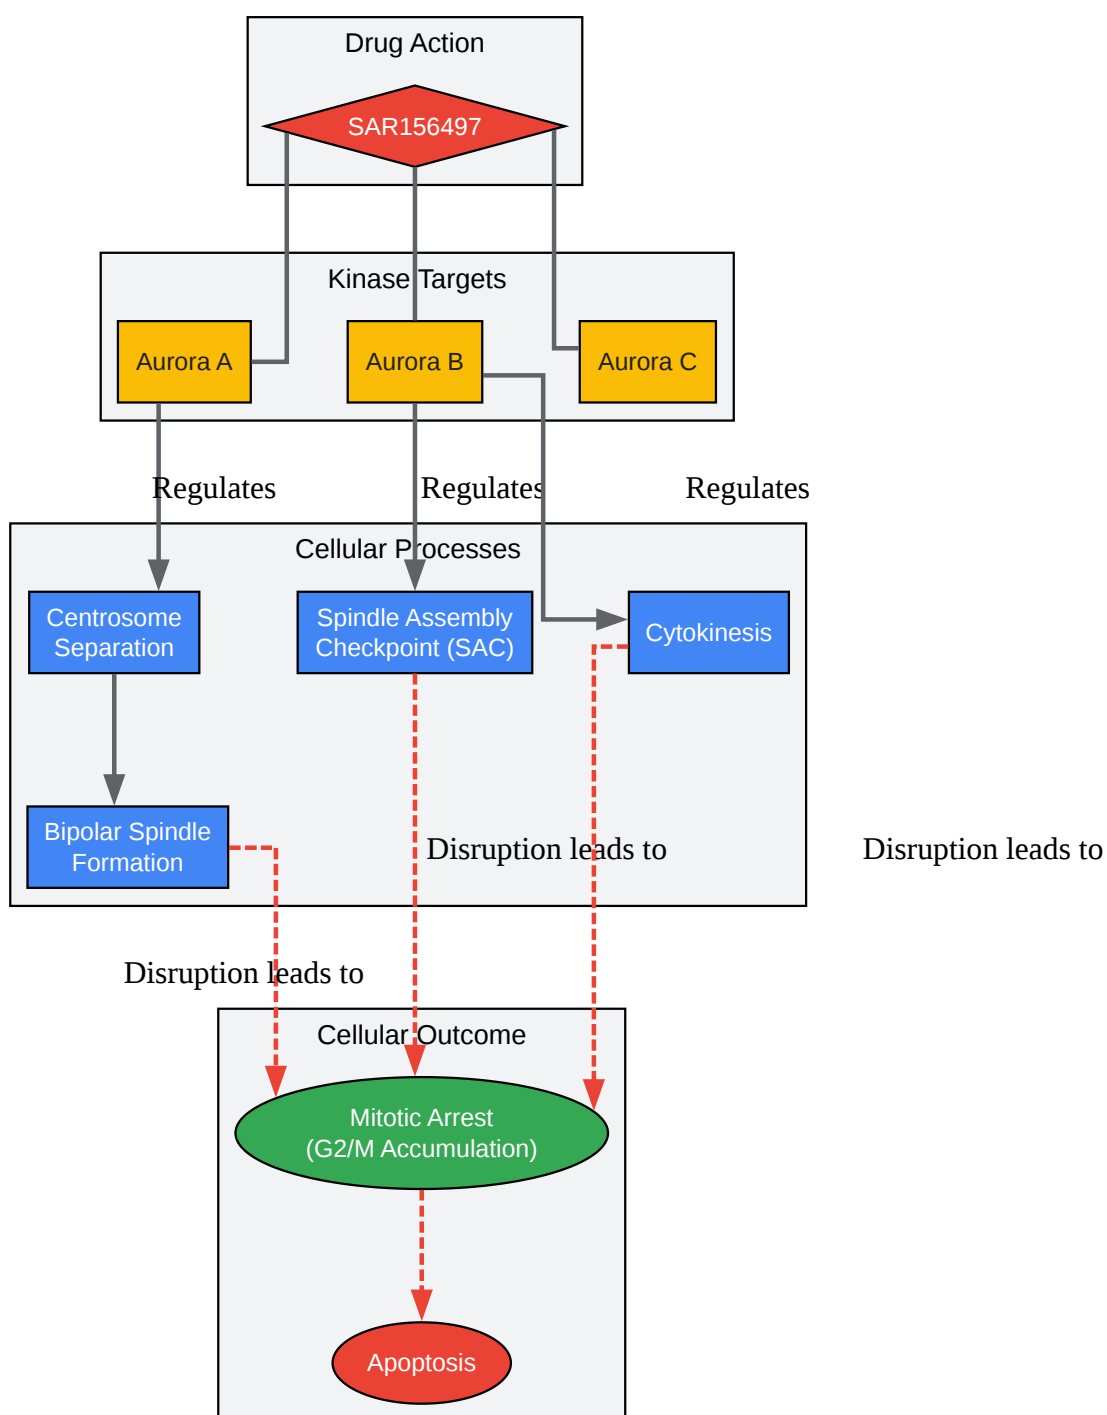 Drug Action
SAR156497
Kinase Targets
Aurora A
Aurora B
Aurora C
Regulates
Regulates
Regulates
Cellular Processes
Centrosome
Separation
Spindle Assembly
Checkpoint (SAC)
Cytokinesis
Bipolar Spindle
Formation
Disruption leads to
Disruption leads to
Disruption leads to
Cellular Outcome
Mitotic Arrest
(G2/M Accumulation)
Apoptosis